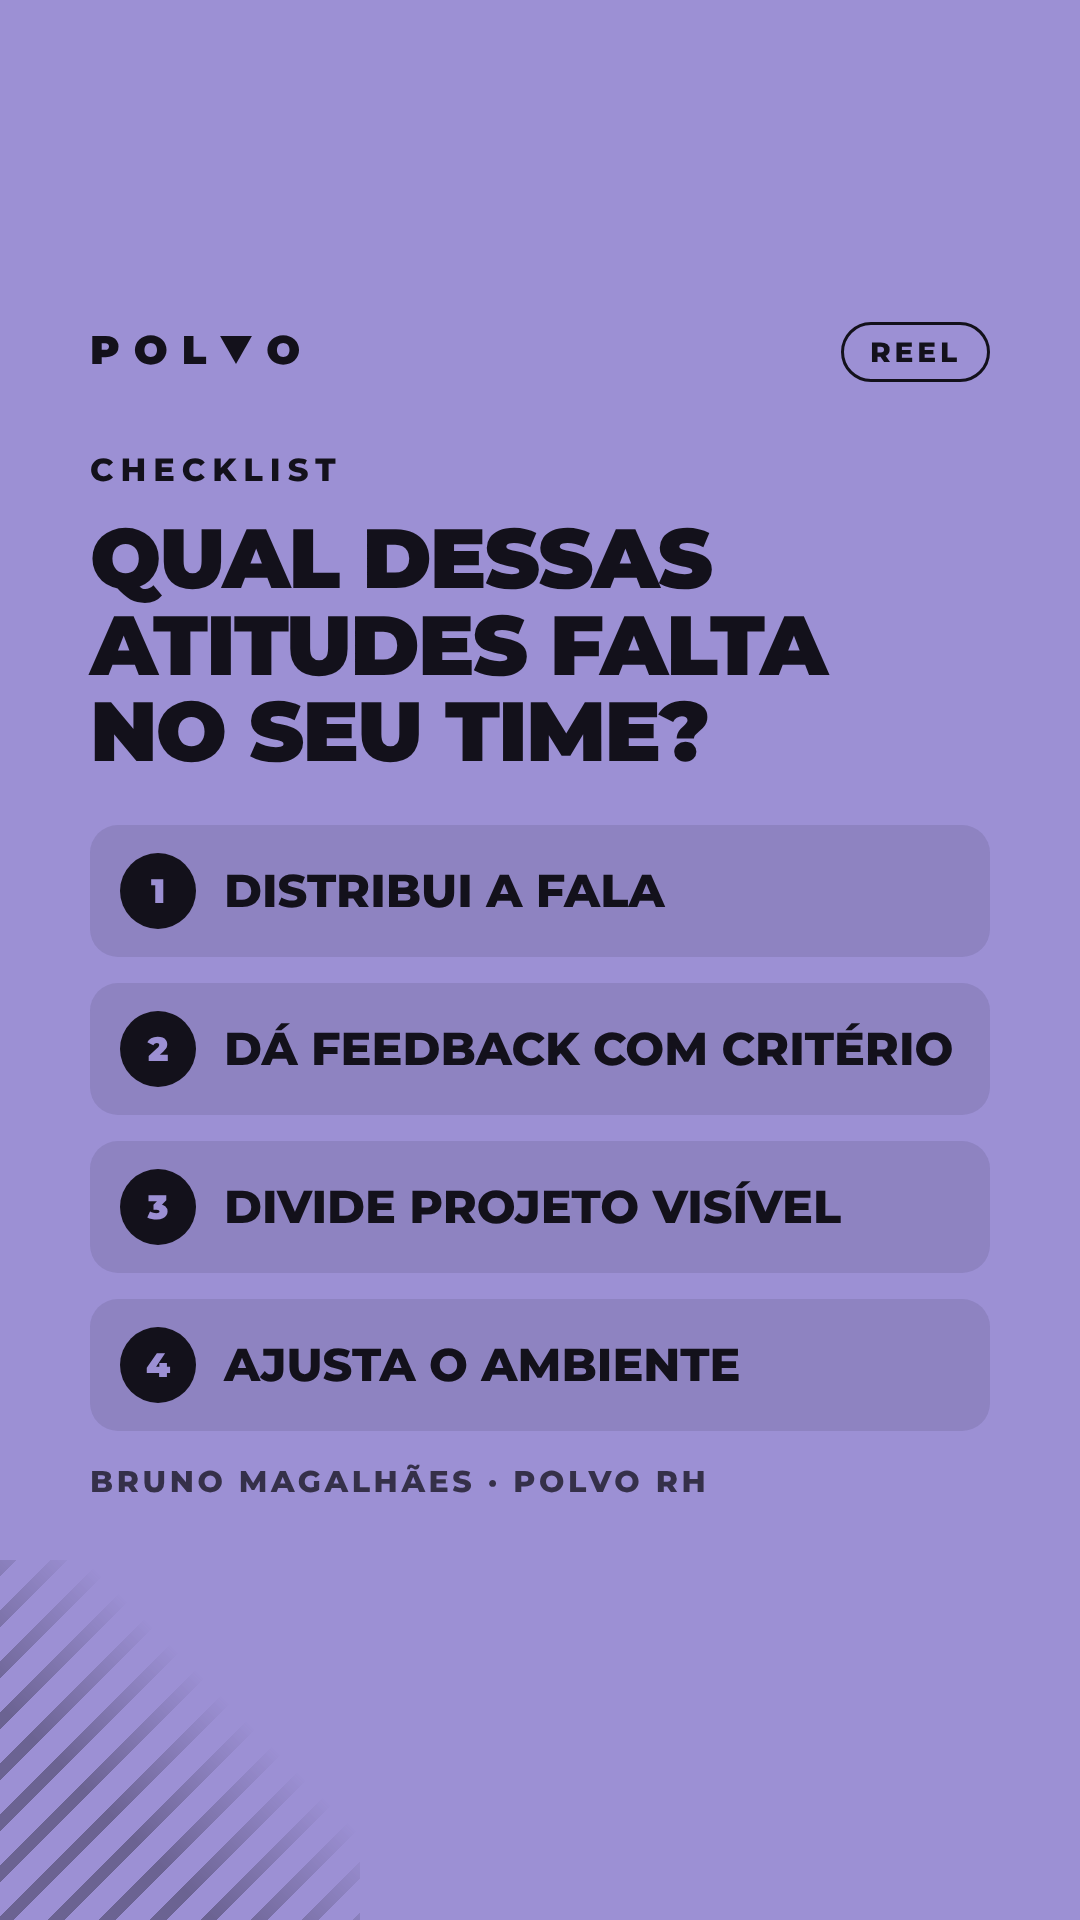 POLVO
REEL
CHECKLIST
QUAL DESSAS
ATITUDES FALTA
NO SEU TIME?
1 DISTRIBUI A FALA
2 DÁ FEEDBACK COM CRITÉRIO
3 DIVIDE PROJETO VISÍVEL
4 AJUSTA O AMBIENTE
BRUNO MAGALHÃES · POLVO RH